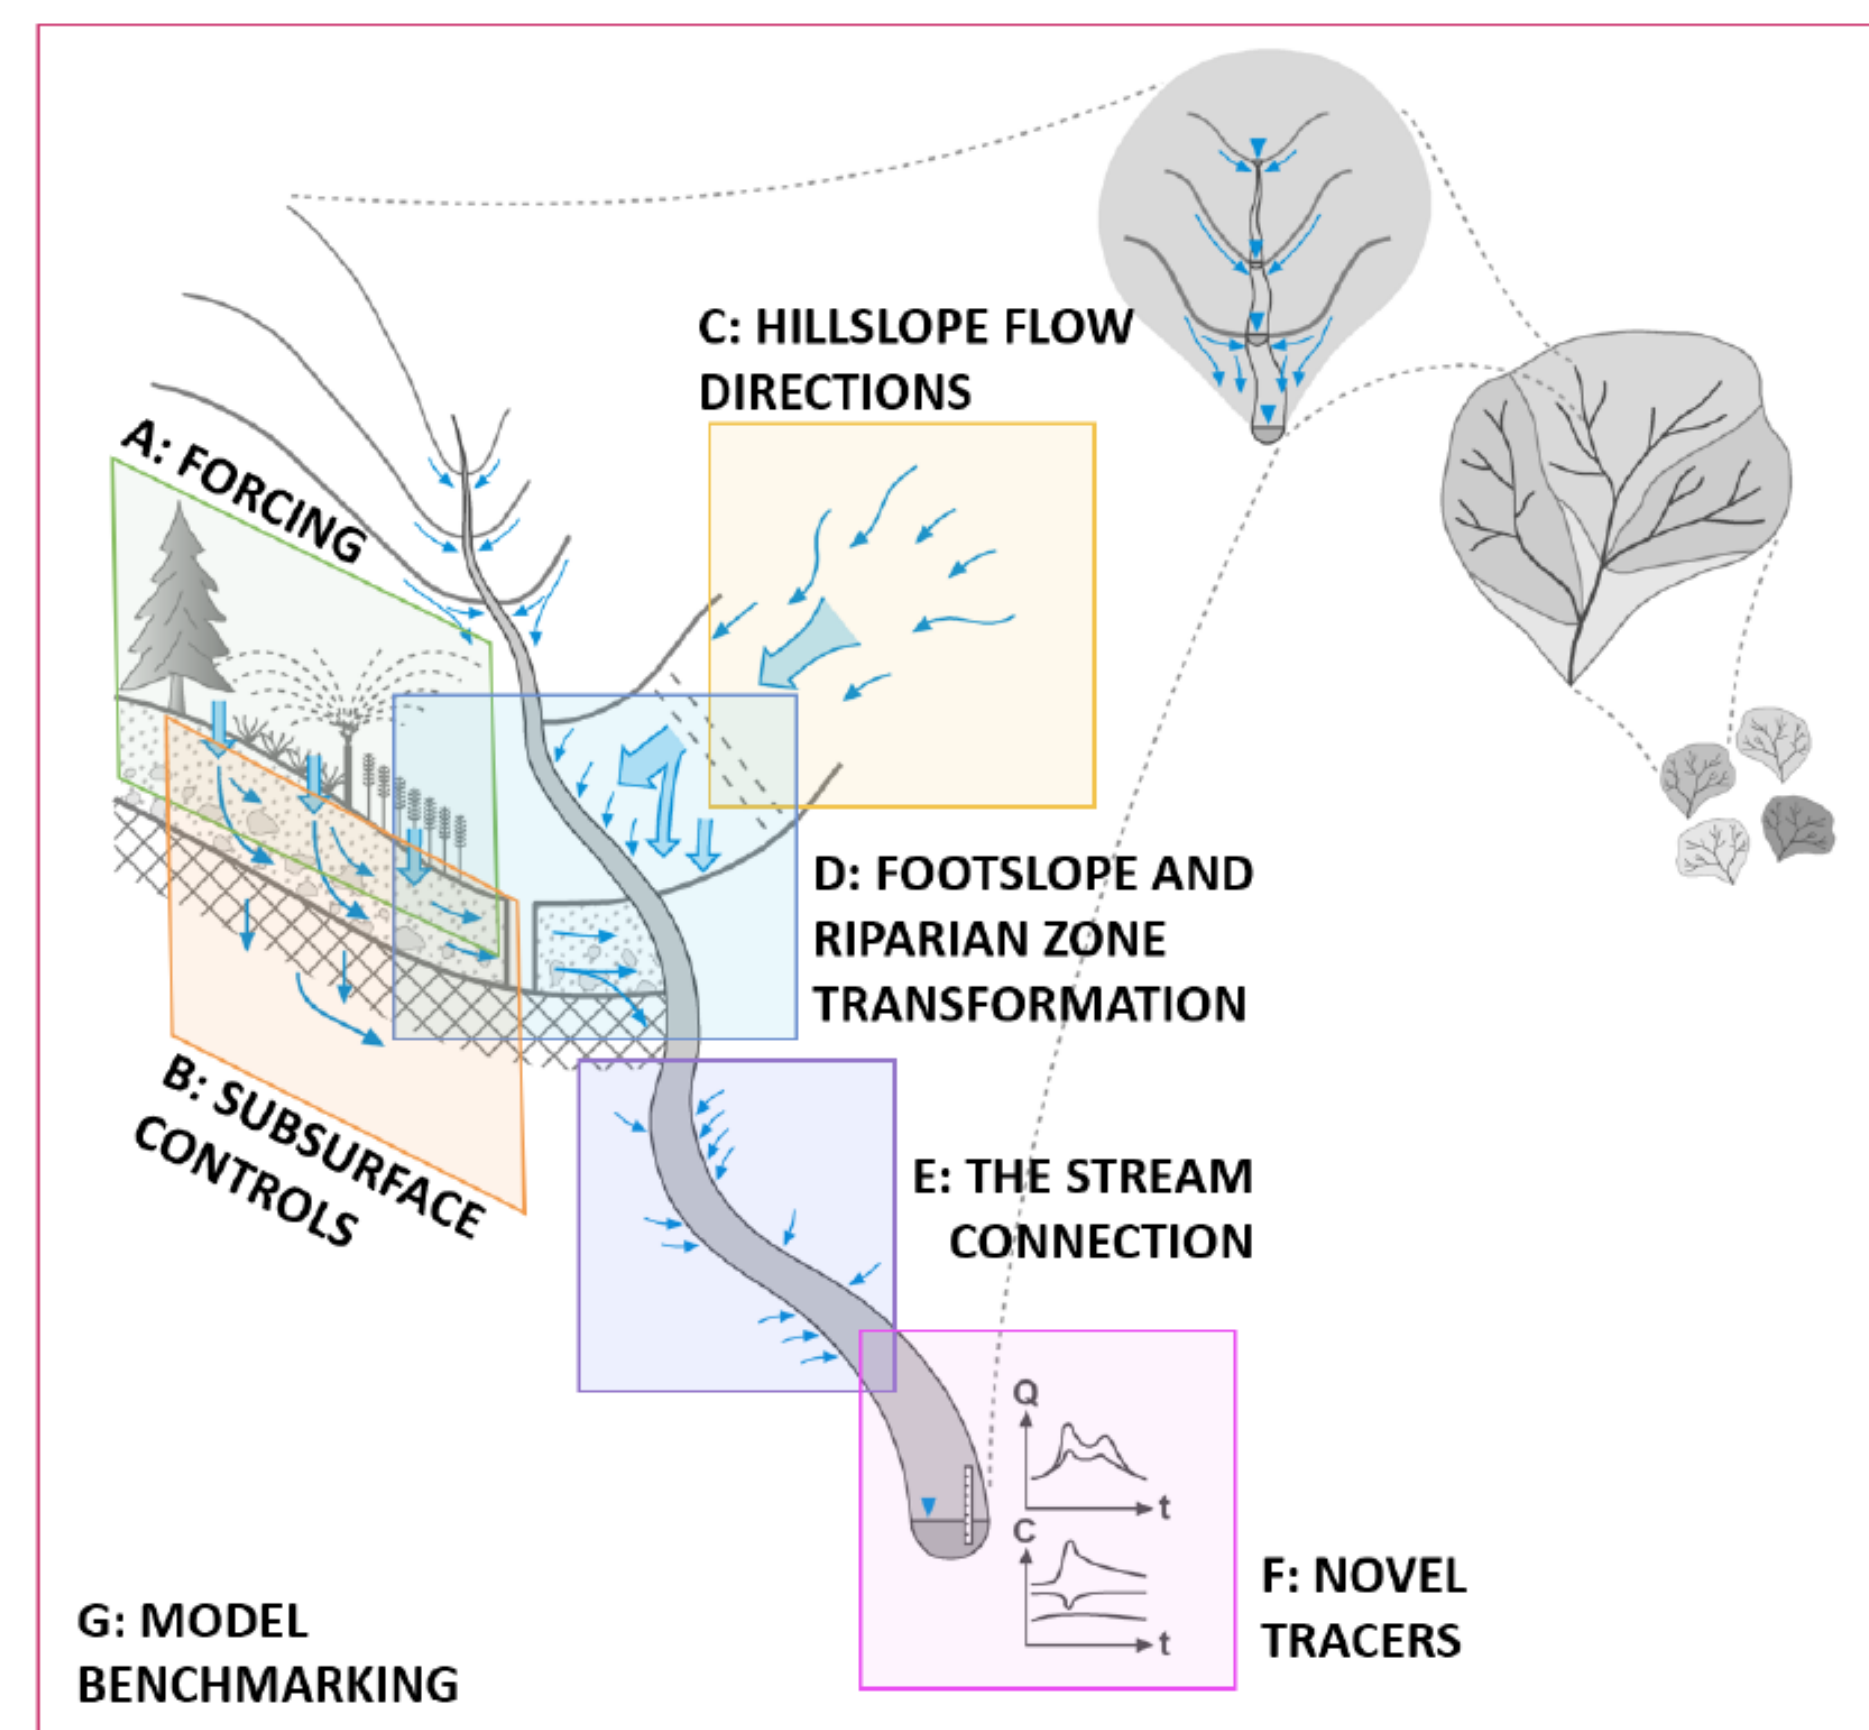 C: HILLSLOPE FLOW
DIRECTIONS
A: FORCING
D: FOOTSLOPE AND
RIPARIAN ZONE
TRANSFORMATION
B: SUBSURFACE
CONTROLS
E: THE STREAM
CONNECTION
Q
t
C
t
F: NOVEL
TRACERS
G: MODEL
BENCHMARKING